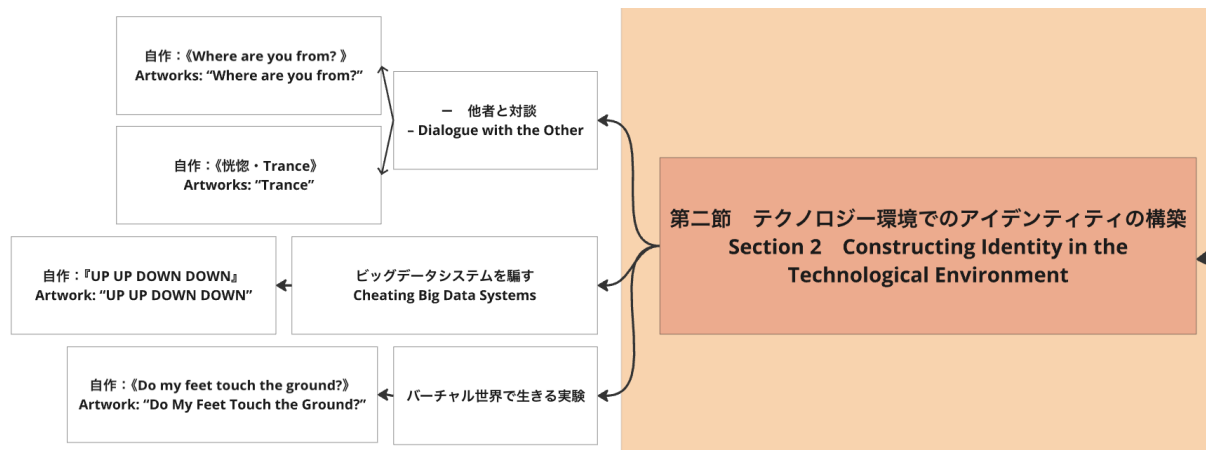 自作：《Where are you from? 》
Artworks: “Where are you from?”
ー　他者と対談
– Dialogue with the Other
自作：《恍惚・Trance》
Artworks: “Trance”
第二節　テクノロジー環境でのアイデンティティの構築
Section 2　Constructing Identity in the
Technological Environment
自作：『UP UP DOWN DOWN』
Artwork: “UP UP DOWN DOWN”
ビッグデータシステムを騙す
Cheating Big Data Systems
自作：《Do my feet touch the ground?》
Artwork: “Do My Feet Touch the Ground?”
バーチャル世界で生きる実験